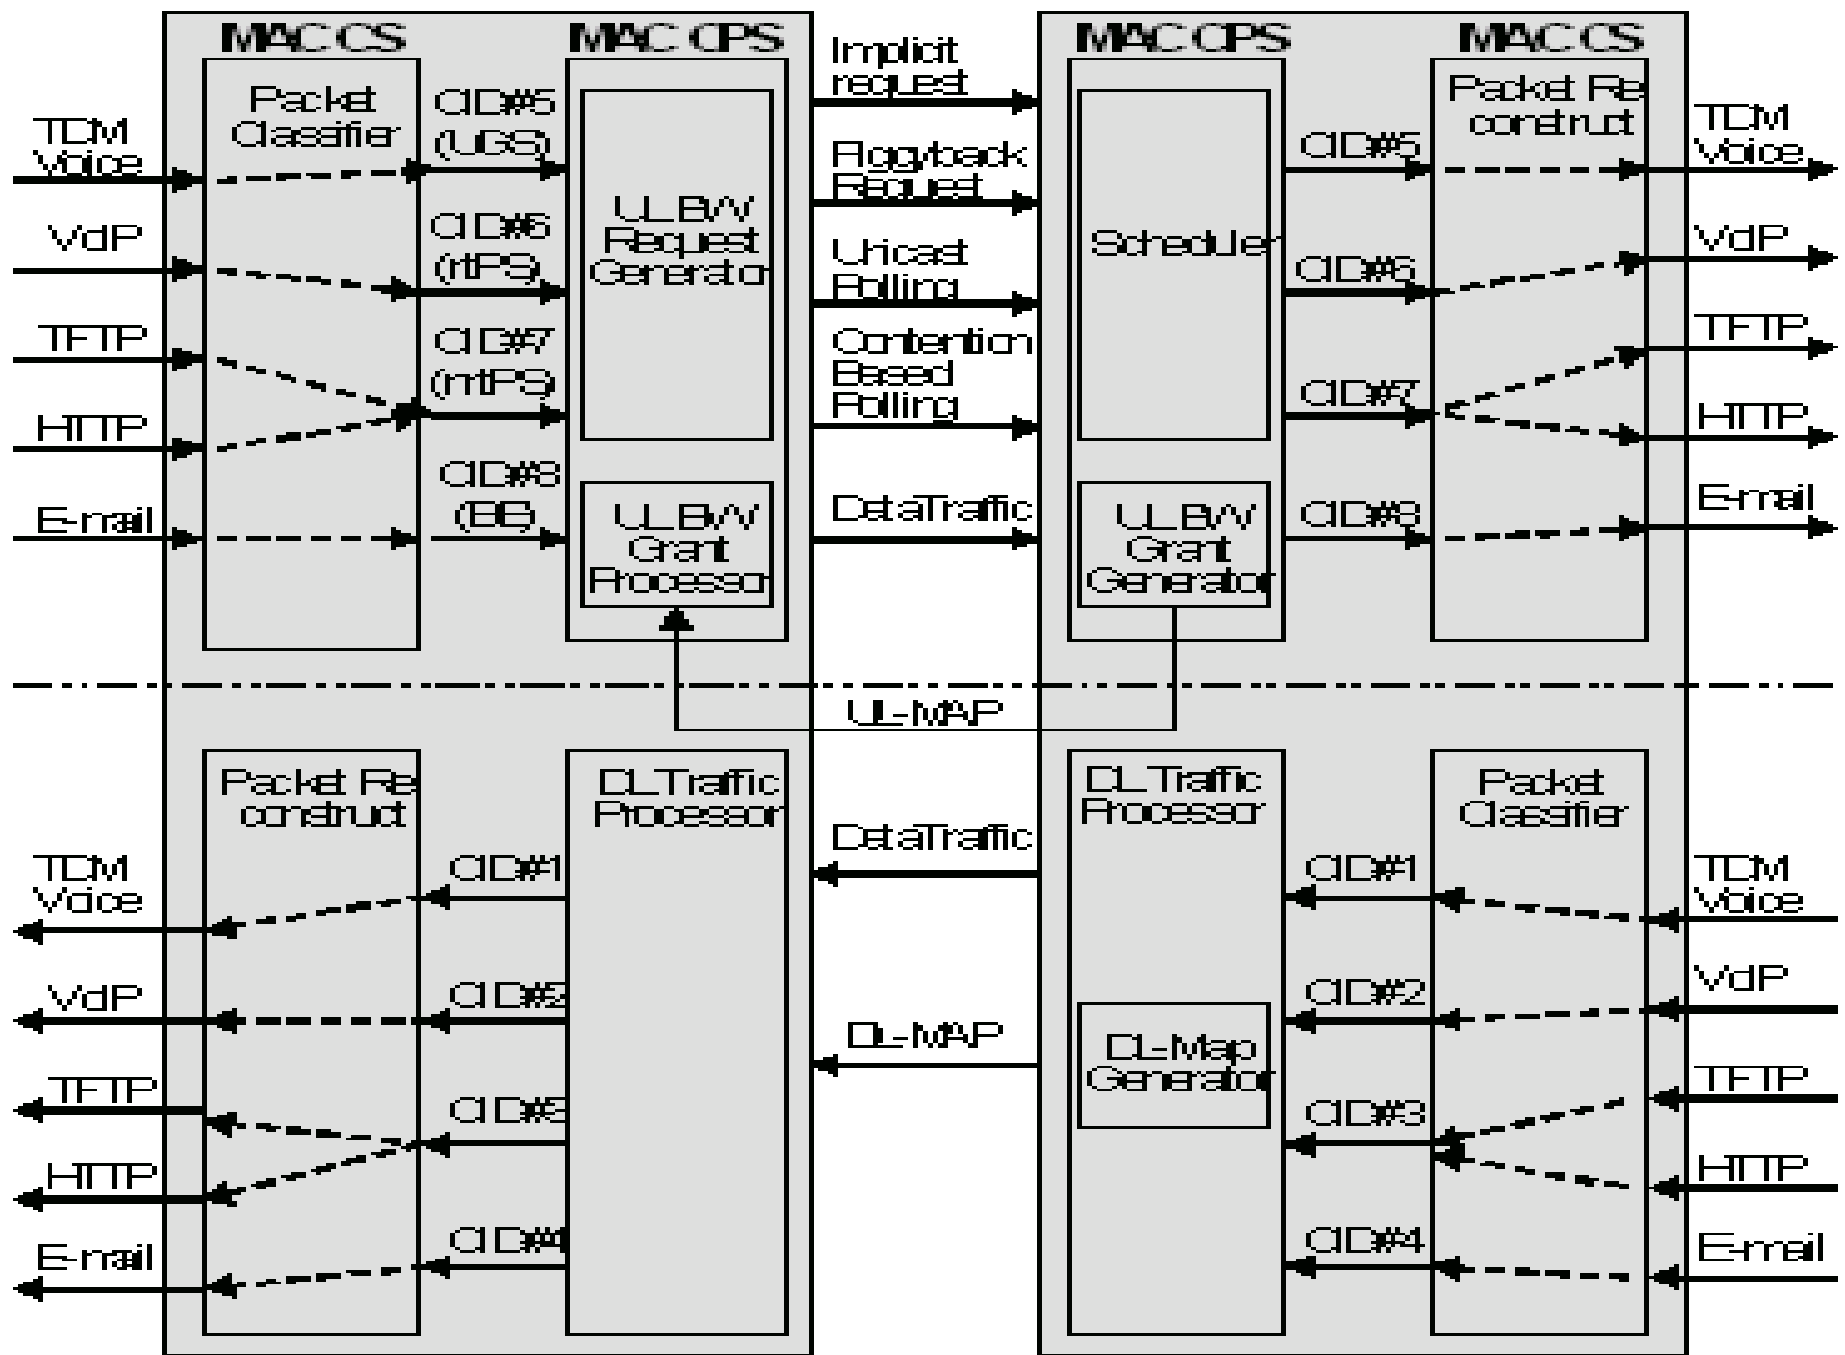 MAC CS
MAC CPS
MAC CPS
MAC CS
Packet
Classifier
TDM
Voice
VoIP
TFTP
HTTP
E-mail
CID#5
(UGS)
CID#6
(rtPS)
CID#7
(nrtPS)
CID#8
(BE)
UL BW
Request
Generator
UL BW
Grant
Processor
Implicit
request
Piggyback
Request
Unicast
Polling
Contention
Based
Polling
Data Traffic
Scheduler
UL BW
Grant
Generator
CID#5
CID#6
CID#7
CID#8
Packet Re
construct
TDM
Voice
VoIP
TFTP
HTTP
E-mail
UL-MAP
Packet Re
construct
TDM
Voice
VoIP
TFTP
HTTP
E-mail
CID#1
CID#2
CID#3
CID#4
DL Traffic
Processor
Data Traffic
DL-MAP
DL Traffic
Processor
DL-Map
Generator
CID#1
CID#2
CID#3
CID#4
Packet
Classifier
TDM
Voice
VoIP
TFTP
HTTP
E-mail